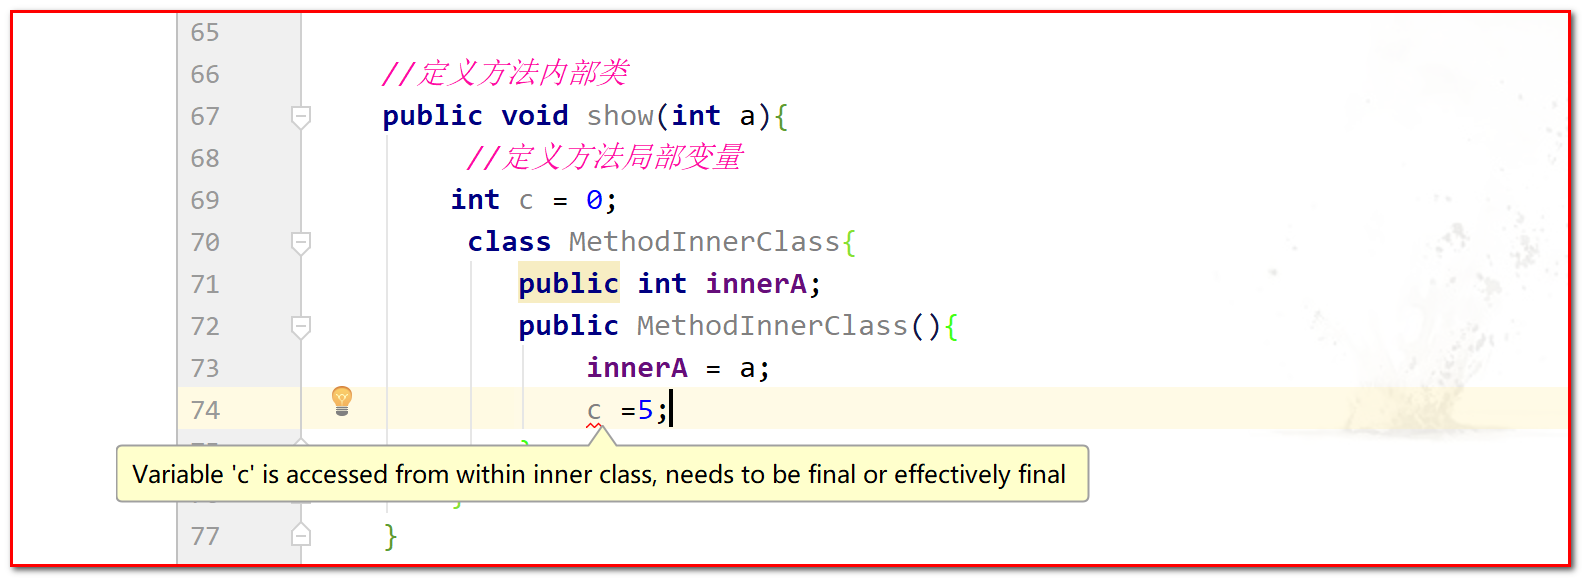 65
66 //定义方法内部类
67 public void show(int a){
68 //定义方法局部变量
69 int c = 0;
70 class MethodInnerClass{
71 public int innerA;
72 public MethodInnerClass(){
73 innerA = a;
74 c =5;
Variable 'c' is accessed from within inner class, needs to be final or effectively final
77 }